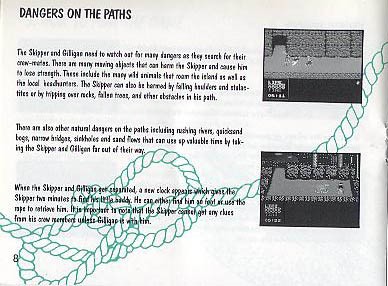 DANGERS ON THE PATHS
The Skipper and Gilligan need to watch out for many dangers as they search for their
crew-mates. There are many moving objects that can harm the Skipper and cause him
to lose strength. These include the many wild animals that roam the island as well as
the local headhunters. The Skipper can also be harmed by falling boulders and stalac-
tites or by tripping over rocks, fallen trees, and other obstacles in his path.
There are also other natural dangers on the paths including rushing rivers, quicksand
bogs, narrow bridges, sinkholes and sand flows that can use up valuable time by tak-
ing the Skipper and Gilligan far out of their way.
When the Skipper and Gilligan get separated, a new clock appears which gives the
Skipper two minutes to find his little buddy. He can either find him on foot or use the
rope to retrieve him. It is important to note that the Skipper cannot get any clues
from his crew members unless Gilligan is with him.
8